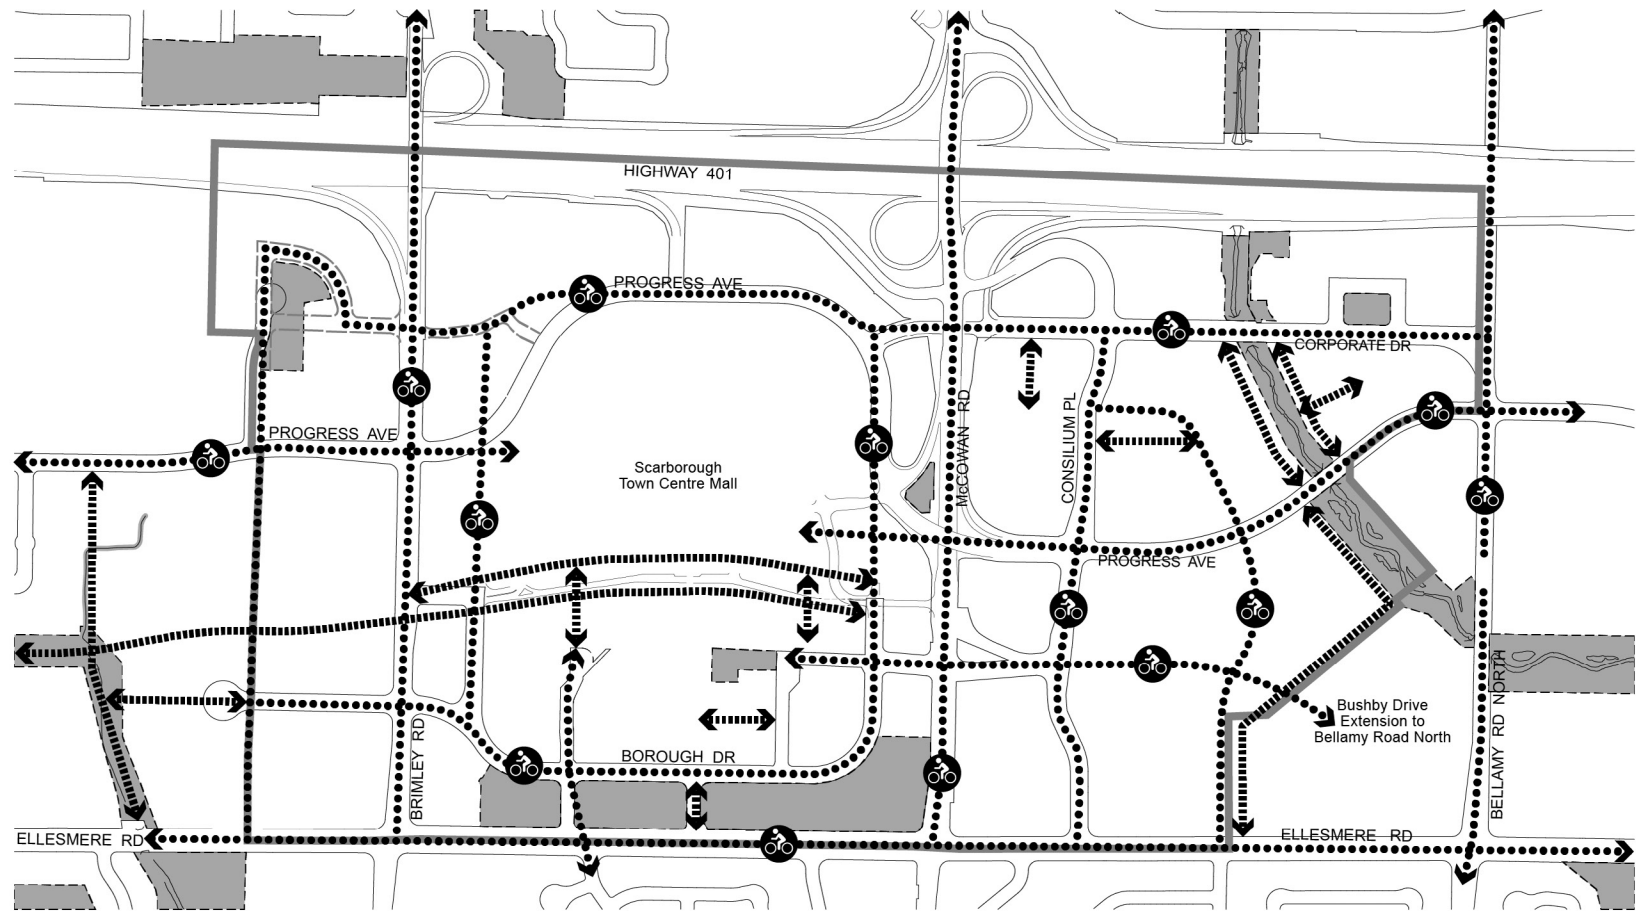 HIGHWAY 401
PROGRESS AVE
CORPORATE DR
PROGRESS AVE
McCOWAN RD
CONSILIUM PL
Scarborough
Town Centre Mall
PROGRESS AVE
BELLAMY RD NORTH
Bushby Drive
Extension to
Bellamy Road North
BRIMLEY RD
BOROUGH DR
ELLESMERE RD
ELLESMERE RD